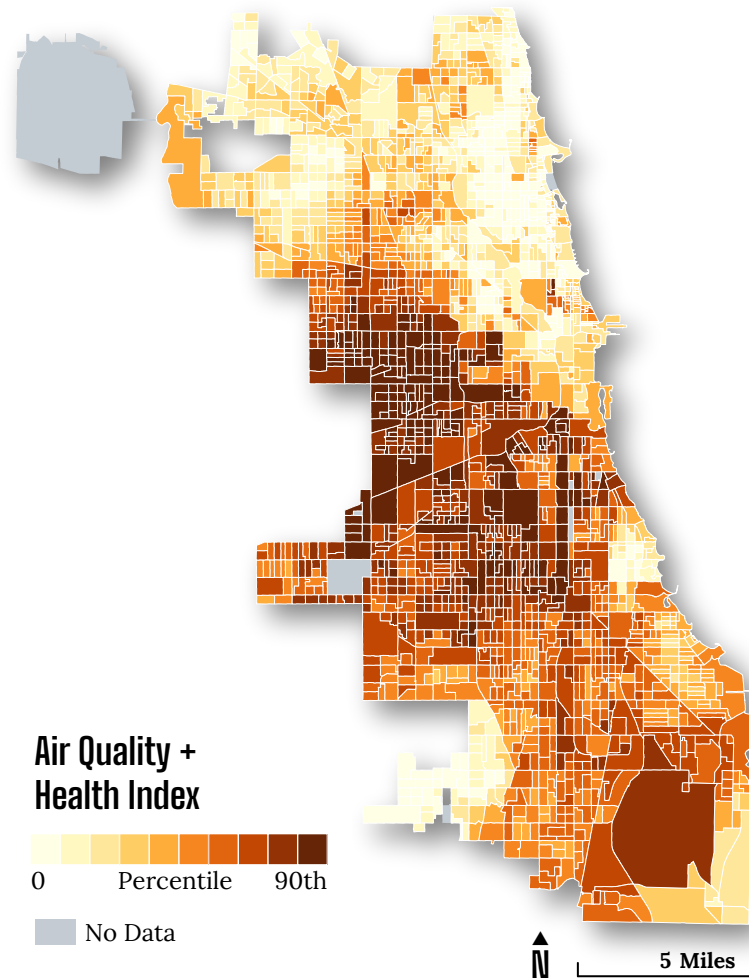 Air Quality +
Health Index
0 Percentile 90th
No Data
N
5 Miles